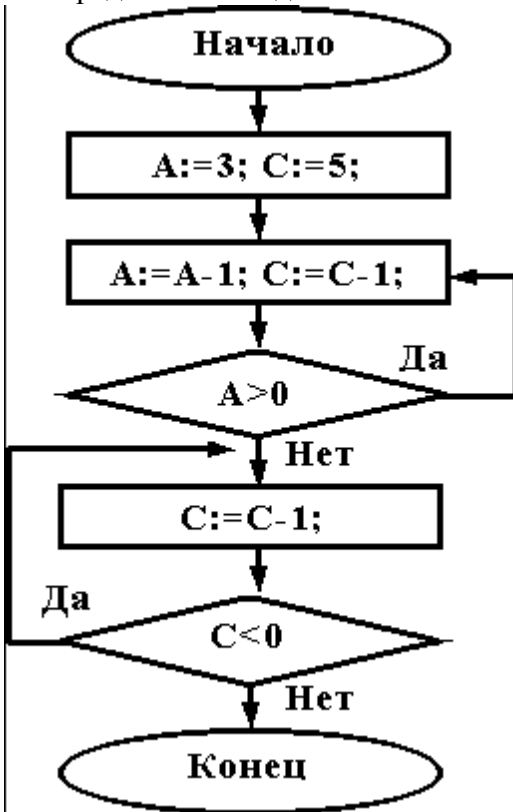 Начало
A:=3; C:=5;
A:=A-1; C:=C-1;
Да
A>0
Нет
C:=C-1;
Да
C<0
Нет
Конец